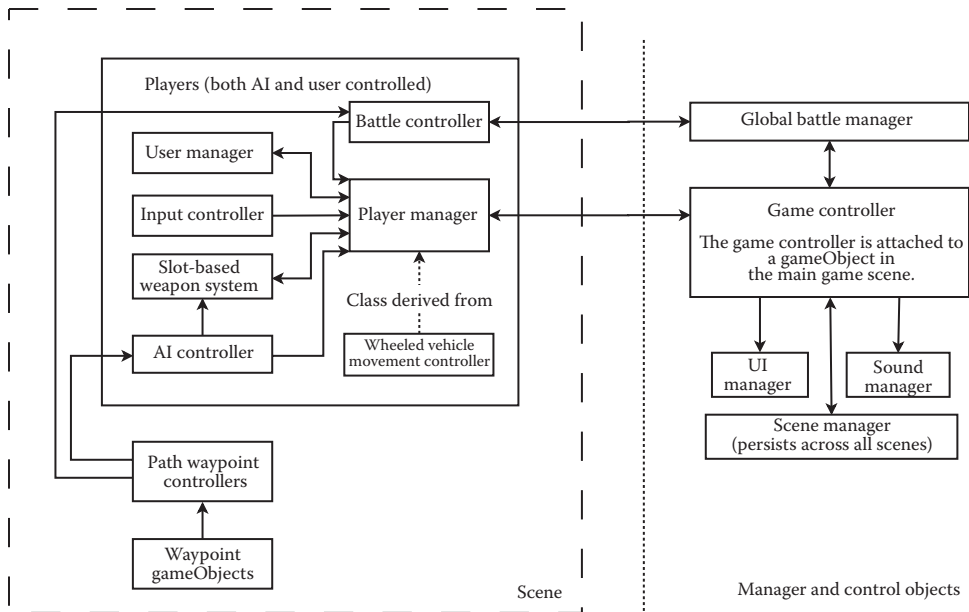 Players (both AI and user controlled)
Battle controller
User manager
Input controller
Player manager
Slot-based
weapon system
Class derived from
AI controller
Wheeled vehicle
movement controller
Path waypoint
controllers
Waypoint
gameObjects
Scene
Global battle manager
Game controller
The game controller is attached to
a gameObject in
the main game scene.
UI
manager
Sound
manager
Scene manager
(persists across all scenes)
Manager and control objects